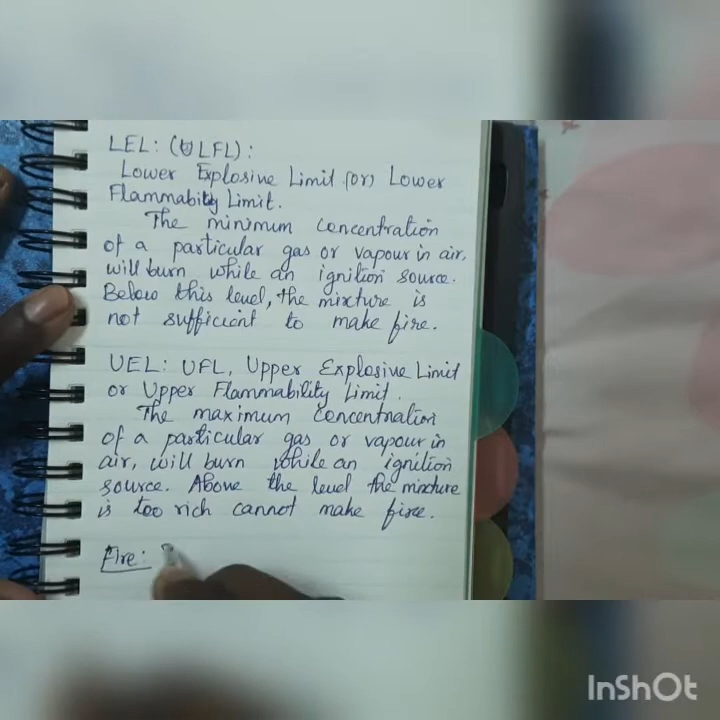 LEL: (LFL):
Lower Explosive Limit (or) Lower
Flammability Limit.
The minimum concentration
of a particular gas or vapour in air,
will burn while an ignition source.
Below this level, the mixture is
not sufficient to make fire.
UEL: UFL, Upper Explosive Limit
or Upper Flammability Limit.
The maximum concentration
of a particular gas or vapour in
air, will burn while an ignition
source. Above the level the mixture
is too rich cannot make fire.
Fire:
InShOt